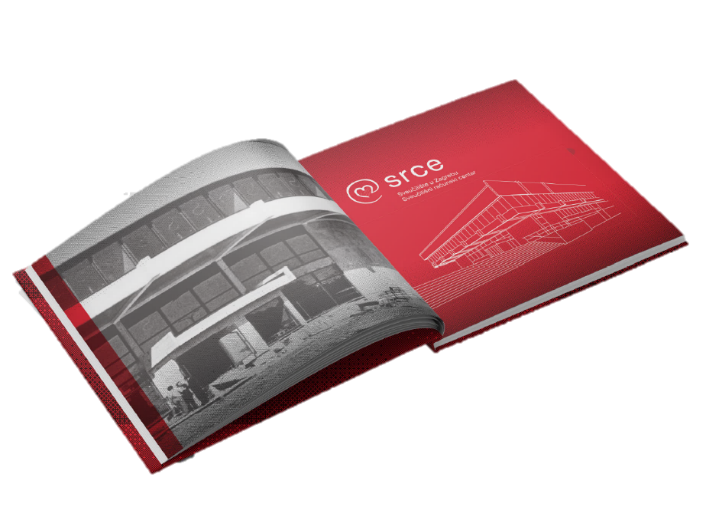 srce
Sveučilište u Zagrebu
Sveučilišni računski centar